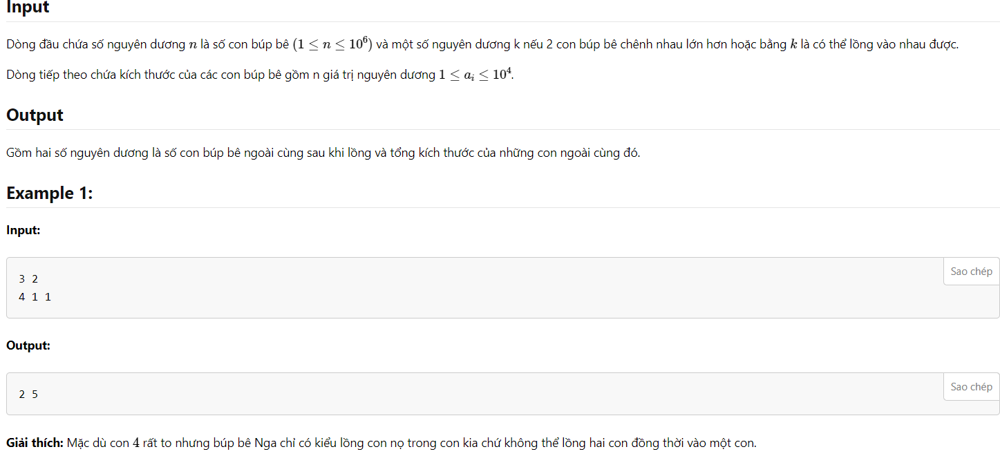 Input
Dòng đầu chứa số nguyên dương n là số con búp bê (1 ≤ n ≤ 10^6) và một số nguyên dương k nếu 2 con búp bê chênh nhau lớn hơn hoặc bằng k là có thể lồng vào nhau được.
Dòng tiếp theo chứa kích thước của các con búp bê gồm n giá trị nguyên dương 1 ≤ a_i ≤ 10^4.
Output
Gồm hai số nguyên dương là số con búp bê ngoài cùng sau khi lồng và tổng kích thước của những con ngoài cùng đó.
Example 1:
Input:
Sao chép
3 2
4 1 1
Output:
Sao chép
2 5
Giải thích: Mặc dù con 4 rất to nhưng búp bê Nga chỉ có kiểu lồng con nọ trong con kia chứ không thể lồng hai con đồng thời vào một con.